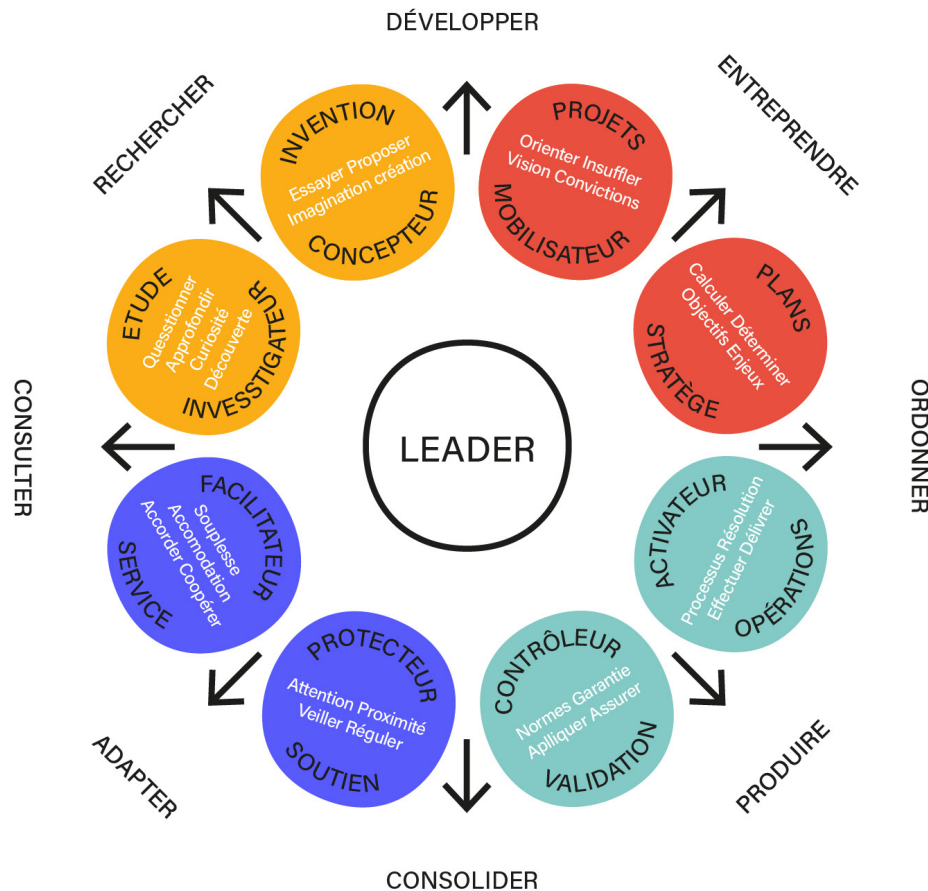 DÉVELOPPER
ENTREPRENDRE
ORDONNER
PRODUIRE
CONSOLIDER
ADAPTER
CONSULTER
RECHERCHER
LEADER
PROJETS
Orienter Insuffler
Vision Convictions
MOBILISATEUR
PLANS
Calculer Déterminer
Objectifs Enjeux
STRATÈGE
ACTIVATEUR
Processus Résolution
Effectuer Délivrer
OPÉRATIONS
CONTRÔLEUR
Normes Garantie
Aplliquer Assurer
VALIDATION
PROTECTEUR
Attention Proximité
Veiller Réguler
SOUTIEN
FACILITATEUR
Souplesse
Accomodation
Accorder Coopérer
SERVICE
ETUDE
Quesstionner
Approfondir
Curiosité
Découverte
INVESSTIGATEUR
INVENTION
Essayer Proposer
Imagination création
CONCEPTEUR